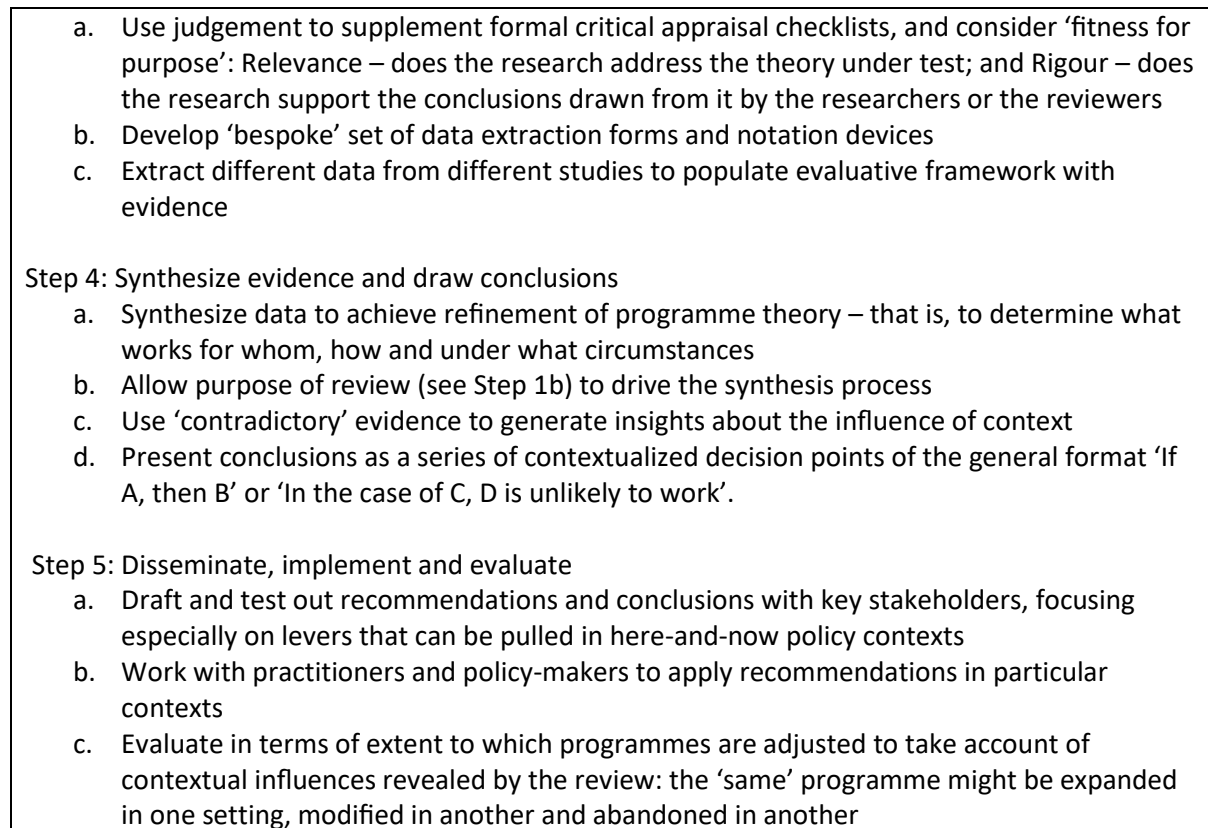 a. Use judgement to supplement formal critical appraisal checklists, and consider ‘fitness for
purpose’: Relevance – does the research address the theory under test; and Rigour – does
the research support the conclusions drawn from it by the researchers or the reviewers
b. Develop ‘bespoke’ set of data extraction forms and notation devices
c. Extract different data from different studies to populate evaluative framework with
evidence
Step 4: Synthesize evidence and draw conclusions
a. Synthesize data to achieve refinement of programme theory – that is, to determine what
works for whom, how and under what circumstances
b. Allow purpose of review (see Step 1b) to drive the synthesis process
c. Use ‘contradictory’ evidence to generate insights about the influence of context
d. Present conclusions as a series of contextualized decision points of the general format ‘If
A, then B’ or ‘In the case of C, D is unlikely to work’.
Step 5: Disseminate, implement and evaluate
a. Draft and test out recommendations and conclusions with key stakeholders, focusing
especially on levers that can be pulled in here-and-now policy contexts
b. Work with practitioners and policy-makers to apply recommendations in particular
contexts
c. Evaluate in terms of extent to which programmes are adjusted to take account of
contextual influences revealed by the review: the ‘same’ programme might be expanded
in one setting, modified in another and abandoned in another